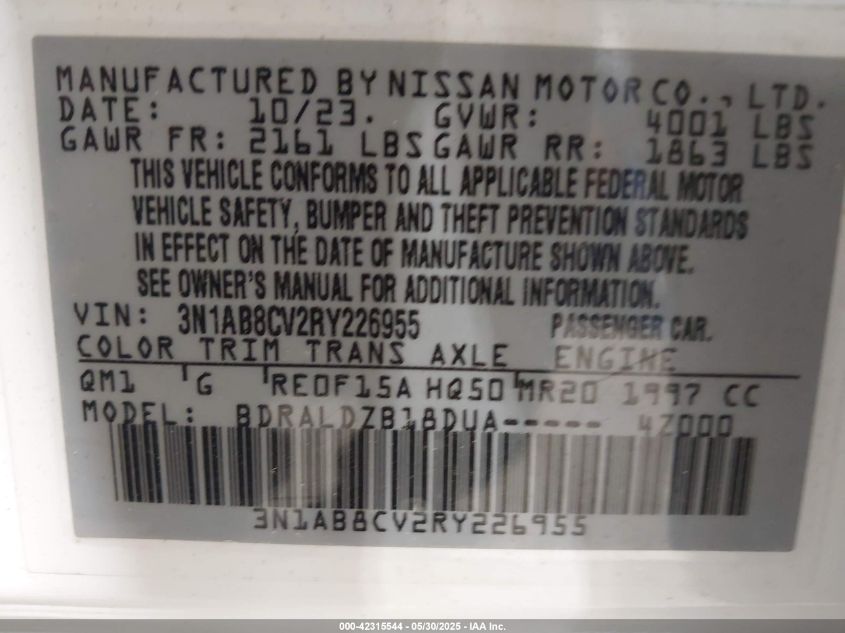 MANUFACTURED BY NISSAN MOTOR CO., LTD.
DATE: 10/23. GVWR: 4001 LBS
GAWR FR: 2161 LBS GAWR RR: 1863 LBS
THIS VEHICLE CONFORMS TO ALL APPLICABLE FEDERAL MOTOR
VEHICLE SAFETY, BUMPER AND THEFT PREVENTION STANDARDS
IN EFFECT ON THE DATE OF MANUFACTURE SHOWN ABOVE.
SEE OWNER'S MANUAL FOR ADDITIONAL INFORMATION.
VIN: 3N1AB8CV2RY226955 PASSENGER CAR.
COLOR TRIM TRANS AXLE ENGINE
QM1 G RE0F15A HQ50 MR20 1997 CC
MODEL: BDRALDZB18DUA----- 4Z000
3N1AB8CV2RY226955
000-42315544 — 05/30/2025 — IAA Inc.